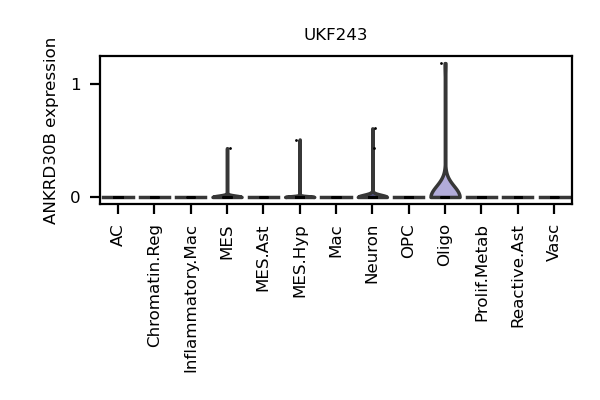 UKF243
ANKRD30B expression
1
0
AC
Chromatin.Reg
Inflammatory.Mac
MES
MES.Ast
MES.Hyp
Mac
Neuron
OPC
Oligo
Prolif.Metab
Reactive.Ast
Vasc